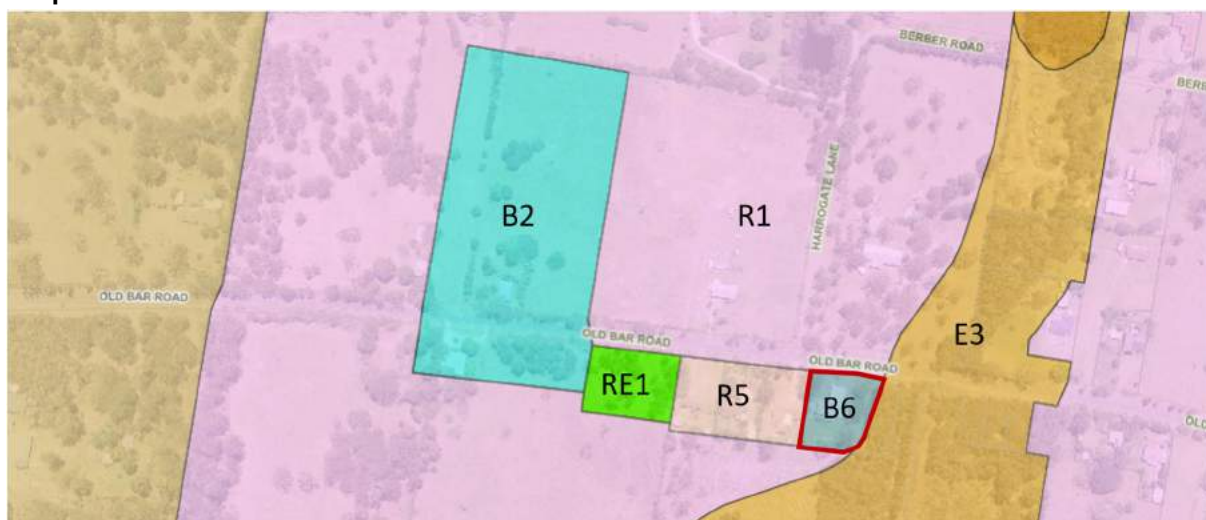 BERBER ROAD
BERB
B2
R1
HARROGATE LANE
OLD BAR ROAD
E3
OLD BAR ROAD
OLD BAR ROAD
RE1
R5
B6
OLD